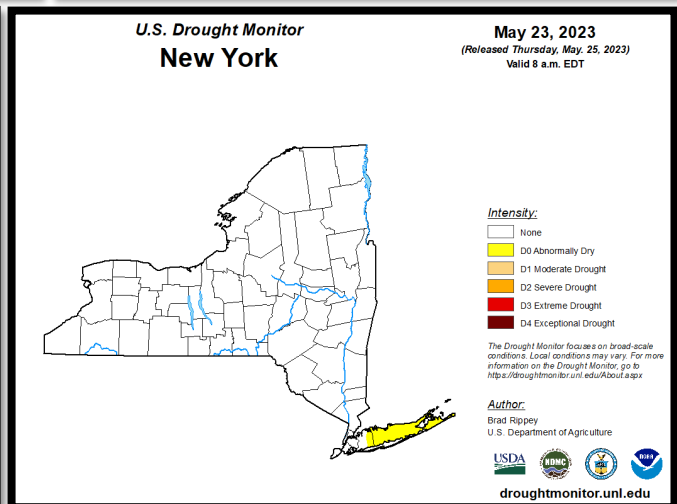 U.S. Drought Monitor
New York
May 23, 2023
(Released Thursday, May. 25, 2023)
Valid 8 a.m. EDT
Intensity:
None
D0 Abnormally Dry
D1 Moderate Drought
D2 Severe Drought
D3 Extreme Drought
D4 Exceptional Drought
The Drought Monitor focuses on broad-scale
conditions. Local conditions may vary. For more
information on the Drought Monitor, go to
https://droughtmonitor.unl.edu/About.aspx
Author:
Brad Rippey
U.S. Department of Agriculture
USDA
NDMC
NOAA
droughtmonitor.unl.edu